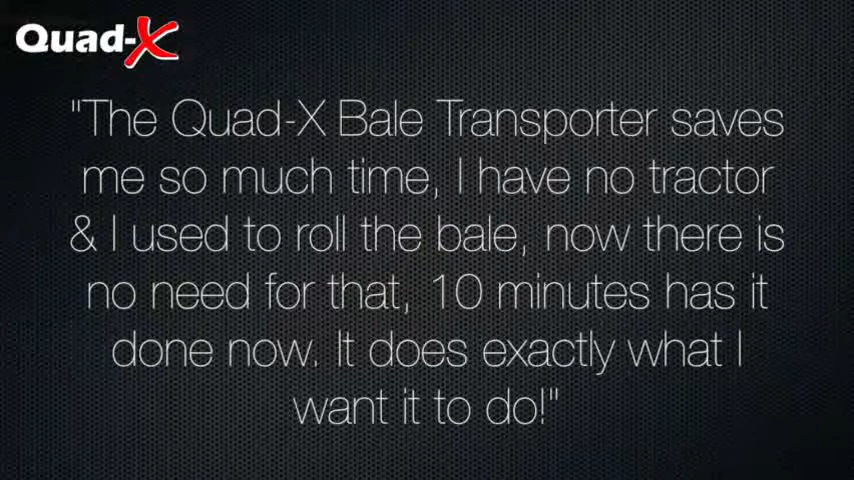 Quad-X
"The Quad-X Bale Transporter saves
me so much time, I have no tractor
& I used to roll the bale, now there is
no need for that, 10 minutes has it
done now. It does exactly what I
want it to do!"